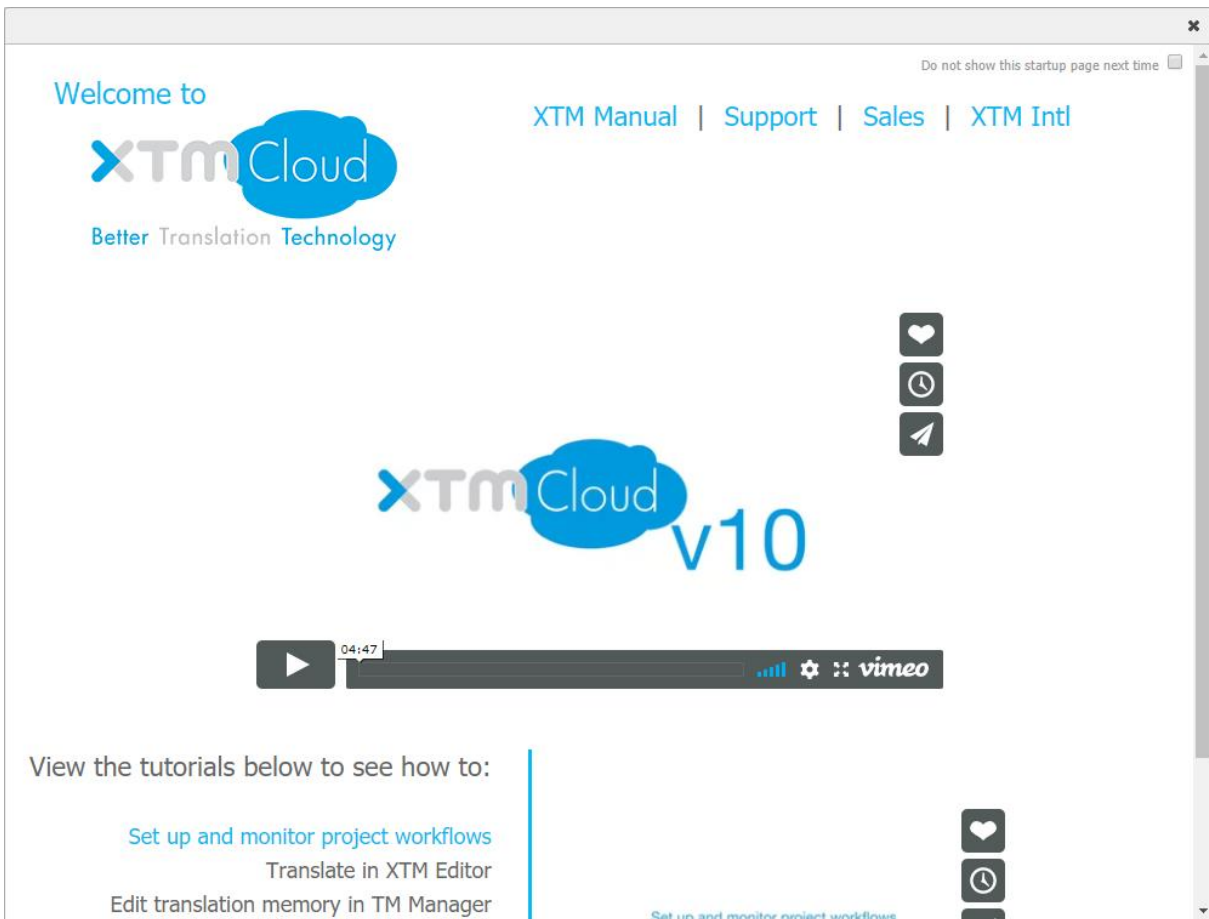 Do not show this startup page next time
Welcome to
XTM Manual | Support | Sales | XTM Intl
XTM Cloud
Better Translation Technology
XTM Cloud
v10
04:47
vimeo
View the tutorials below to see how to:
Set up and monitor project workflows
Translate in XTM Editor
Edit translation memory in TM Manager
Set up and monitor project workflows